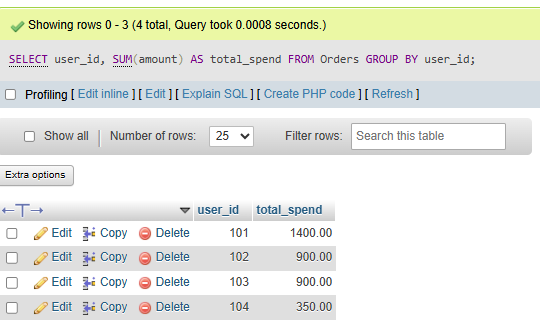 Showing rows 0 - 3 (4 total, Query took 0.0008 seconds.)
SELECT user_id, SUM(amount) AS total_spend FROM Orders GROUP BY user_id;
Profiling [ Edit inline ] [ Edit ] [ Explain SQL ] [ Create PHP code ] [ Refresh ]
Show all Number of rows: 25 Filter rows: Search this table
Extra options
←T→ user_id total_spend
Edit Copy Delete 101 1400.00
Edit Copy Delete 102 900.00
Edit Copy Delete 103 900.00
Edit Copy Delete 104 350.00